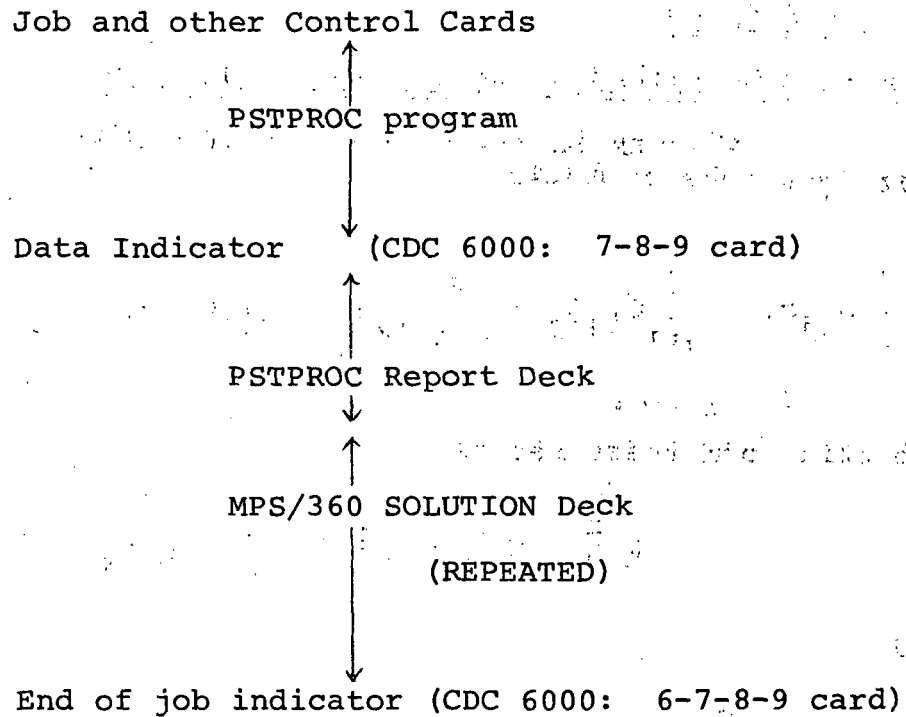 Job and other Control Cards
PSTPROC program
Data Indicator (CDC 6000: 7-8-9 card)
PSTPROC Report Deck
MPS/360 SOLUTION Deck
(REPEATED)
End of job indicator (CDC 6000: 6-7-8-9 card)